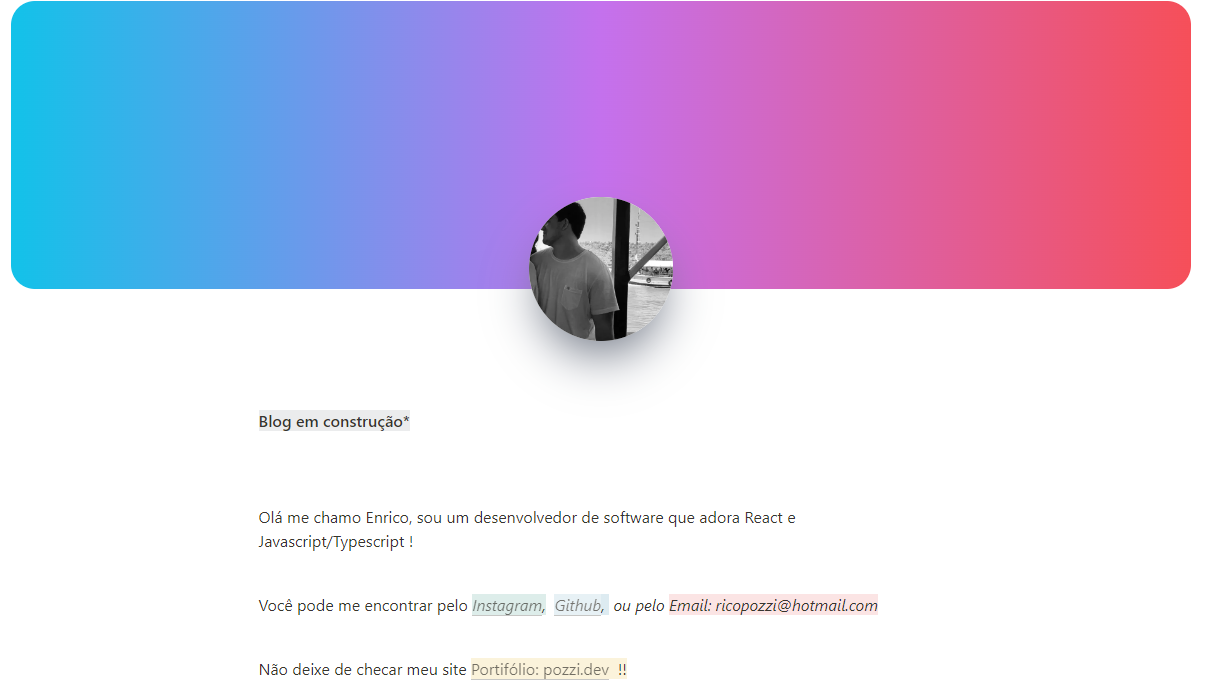 Blog em construção*
Olá me chamo Enrico, sou um desenvolvedor de software que adora React e
Javascript/Typescript !
Você pode me encontrar pelo Instagram, Github, ou pelo Email: ricopozzi@hotmail.com
Não deixe de checar meu site Portifólio: pozzi.dev !!